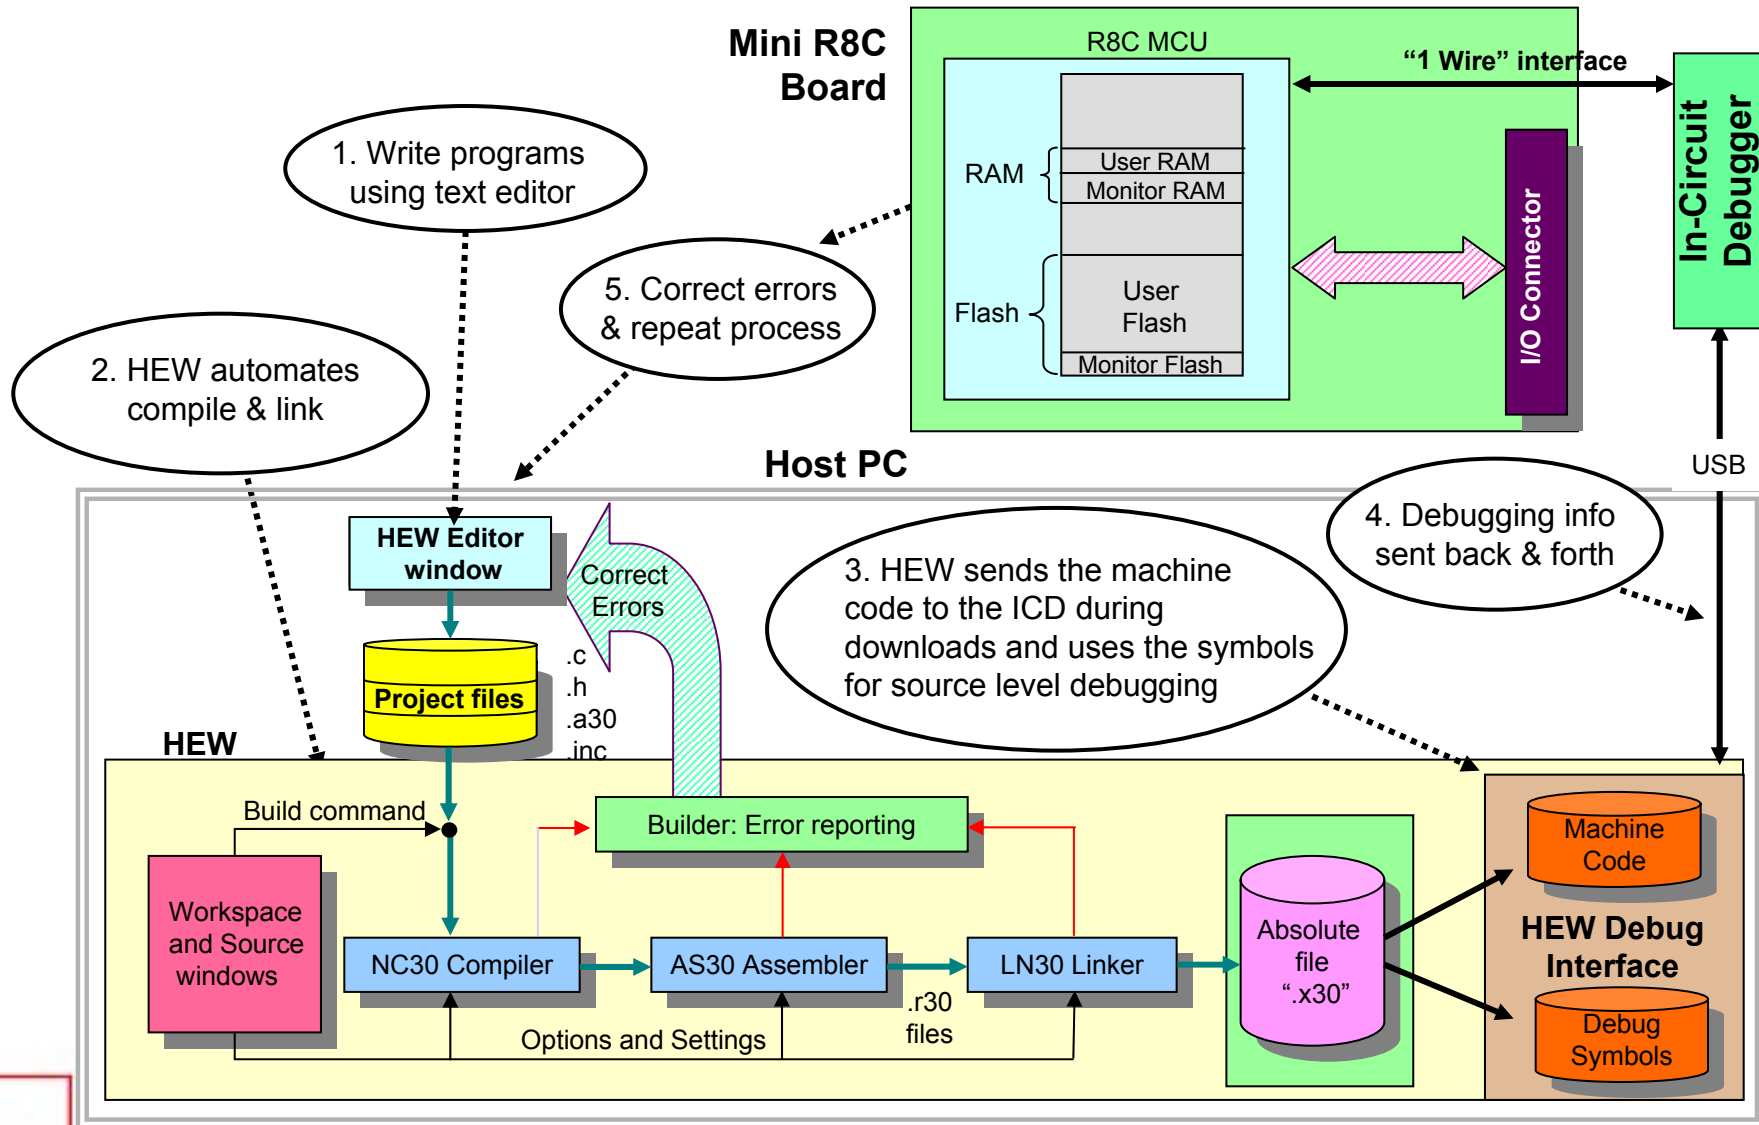 Mini R8C
Board
R8C MCU
“1 Wire” interface
In-Circuit
Debugger
RAM
User RAM
Monitor RAM
Flash
User
Flash
Monitor Flash
I/O Connector
1. Write programs
using text editor
5. Correct errors
& repeat process
2. HEW automates
compile & link
Host PC
USB
4. Debugging info
sent back & forth
3. HEW sends the machine
code to the ICD during
downloads and uses the symbols
for source level debugging
HEW Editor
window
Correct
Errors
Project files
.c
.h
.a30
.inc
HEW
Build command
Builder: Error reporting
Workspace
and Source
windows
NC30 Compiler
AS30 Assembler
LN30 Linker
.r30
files
Options and Settings
Absolute
file
“.x30”
Machine
Code
HEW Debug
Interface
Debug
Symbols